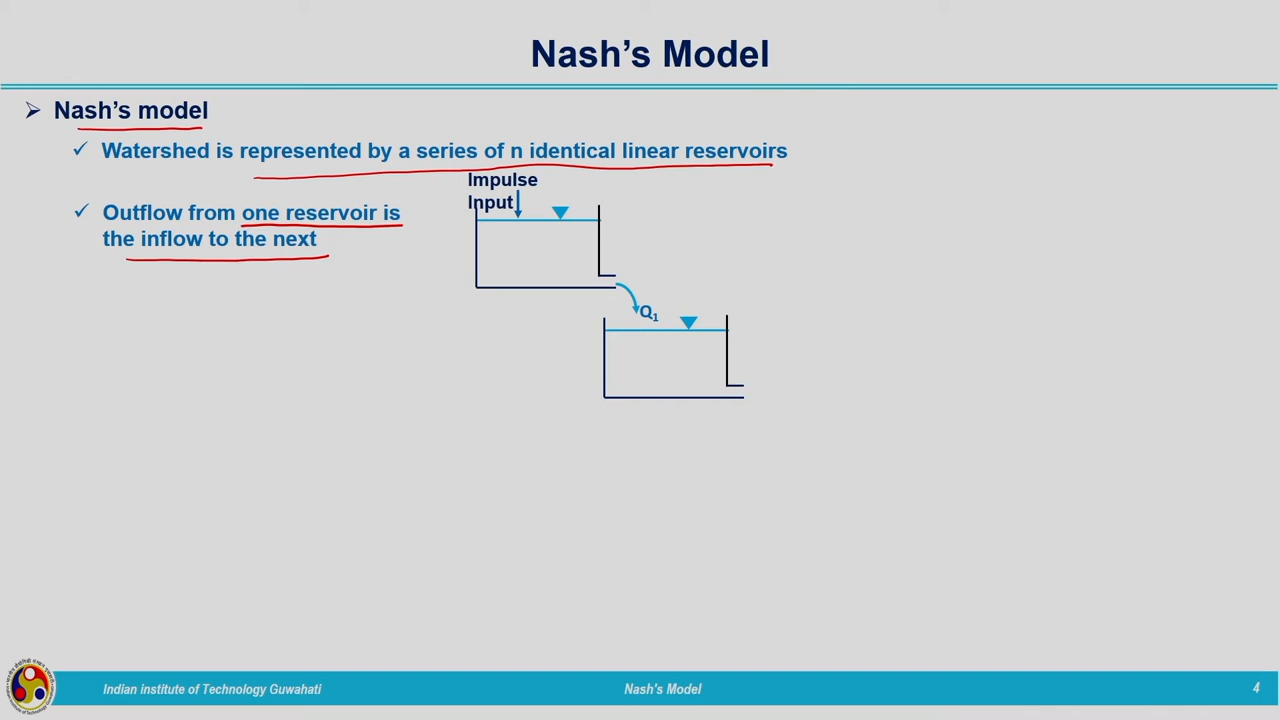 Nash's Model
Nash's model
Watershed is represented by a series of n identical linear reservoirs
Outflow from one reservoir is
the inflow to the next
Impulse
Input
Q1
Indian institute of Technology Guwahati
Nash's Model
4